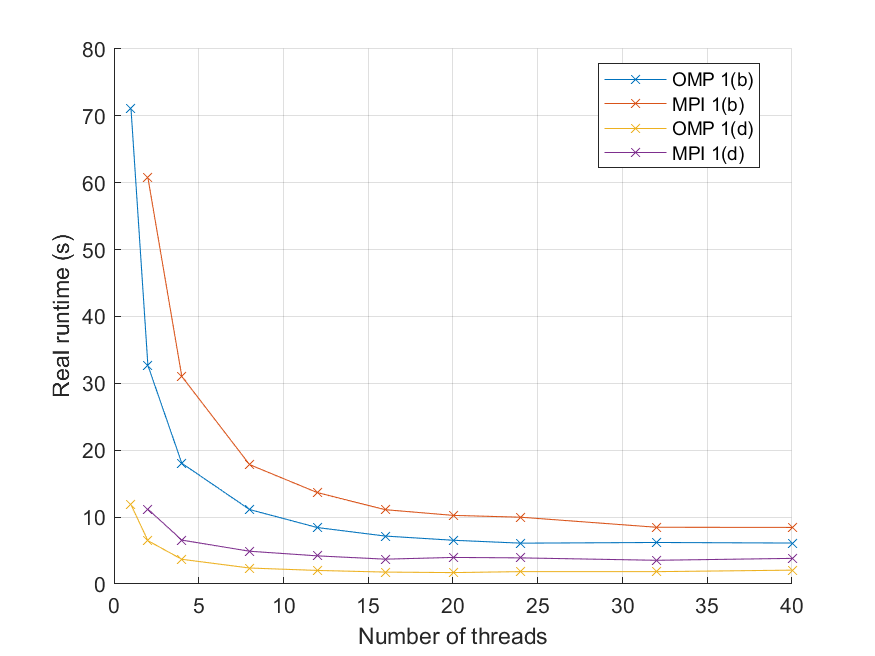 80
70
60
50
40
30
20
10
0
Real runtime (s)
OMP 1(b)
MPI 1(b)
OMP 1(d)
MPI 1(d)
0 5 10 15 20 25 30 35 40
Number of threads